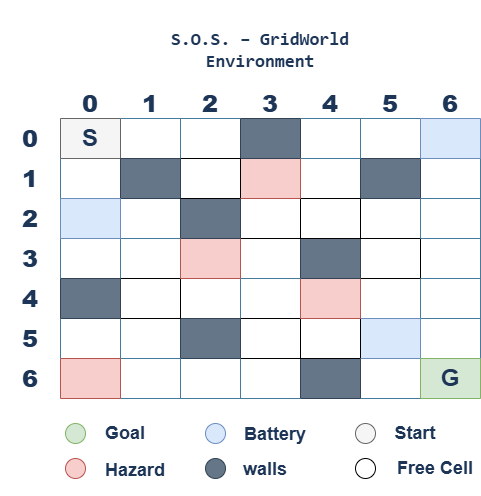 S.O.S. – GridWorld
Environment
0 1 2 3 4 5 6
0 S
1
2
3
4
5
6 G
Goal Battery Start
Hazard walls Free Cell